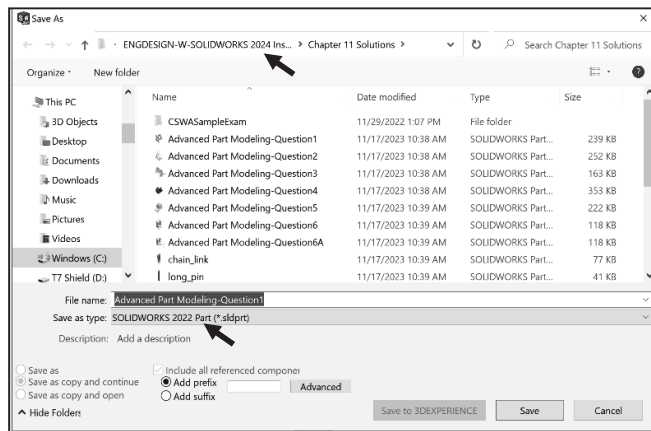 Save As
ENGDESIGN-W-SOLIDWORKS 2024 Ins... > Chapter 11 Solutions >
Search Chapter 11 Solutions
Organize
New folder
This PC
3D Objects
Desktop
Documents
Downloads
Music
Pictures
Videos
Windows (C:)
T7 Shield (D:)
Name Date modified Type Size
CSWASampleExam 11/29/2022 1:07 PM File folder
Advanced Part Modeling-Question1 11/17/2023 10:38 AM SOLIDWORKS Part... 239 KB
Advanced Part Modeling-Question2 11/17/2023 10:38 AM SOLIDWORKS Part... 252 KB
Advanced Part Modeling-Question3 11/17/2023 10:38 AM SOLIDWORKS Part... 163 KB
Advanced Part Modeling-Question4 11/17/2023 10:38 AM SOLIDWORKS Part... 353 KB
Advanced Part Modeling-Question5 11/17/2023 10:39 AM SOLIDWORKS Part... 222 KB
Advanced Part Modeling-Question6 11/17/2023 10:39 AM SOLIDWORKS Part... 118 KB
Advanced Part Modeling-Question6A 11/17/2023 10:39 AM SOLIDWORKS Part... 118 KB
chain_link 11/17/2023 10:39 AM SOLIDWORKS Part... 77 KB
long_pin 11/17/2023 10:39 AM SOLIDWORKS Part... 41 KB
File name: Advanced Part Modeling-Question1
Save as type: SOLIDWORKS 2022 Part (*.sldprt)
Description: Add a description
Save as
Save as copy and continue
Save as copy and open
Include all referenced componer
Add prefix
Add suffix
Advanced
Hide Folders
Save to 3DEXPERIENCE
Save
Cancel